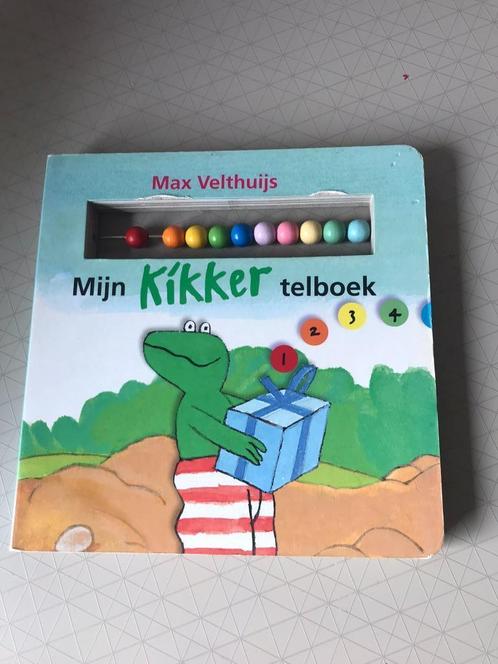 Max Velthuijs
Mijn Kikker telboek
1 2 3 4